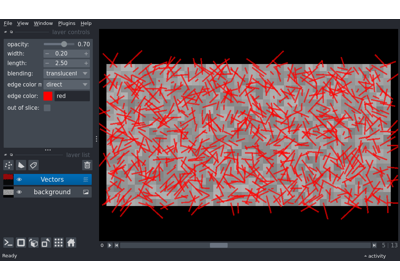 File View Window Plugins Help
layer controls
opacity: 0.70
width: 0.20
length: 2.50
blending: translucent
edge color direct
edge color: red
out of slice:
layer list
Vectors
background
0 5 13
Ready
activity